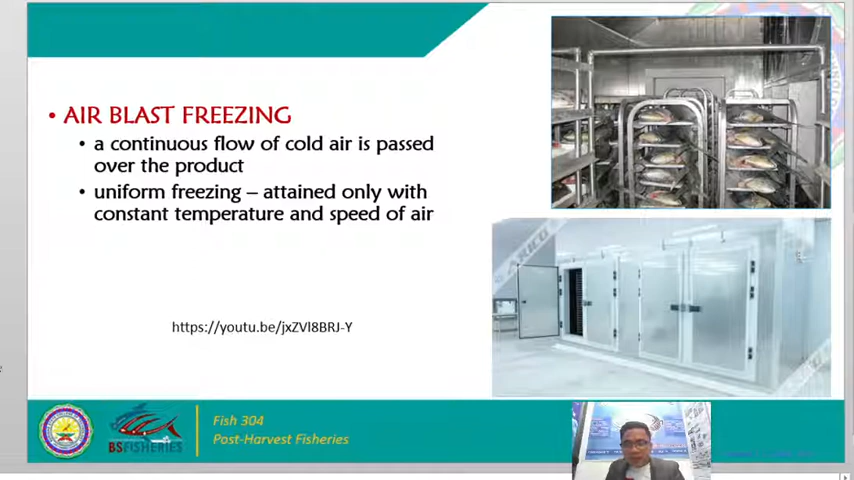 • AIR BLAST FREEZING
• a continuous flow of cold air is passed
over the product
• uniform freezing – attained only with
constant temperature and speed of air
AXICO
https://youtu.be/jxZVl8BRJ-Y
BSFISHERIES
Fish 304
Post-Harvest Fisheries